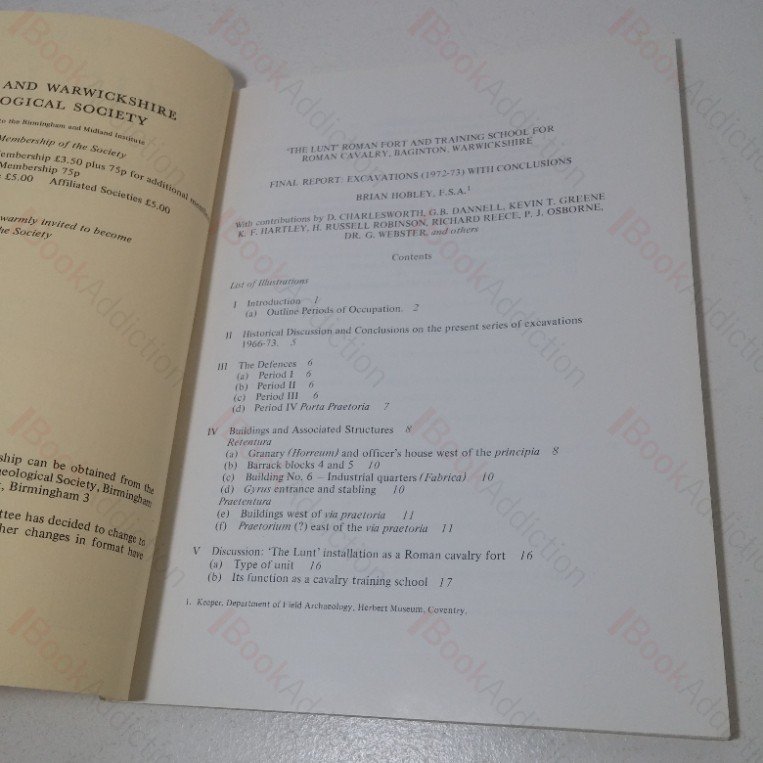 AND WARWICKSHIRE
OGICAL SOCIETY
to the Birmingham and Midland Institute
Membership of the Society
embership £3.50 plus 75p for additional
Membership 75p
£5.00 Affiliated Societies £5.00
warmly invited to become
he Society
ship can be obtained from the
eological Society, Birmingham
, Birmingham 3
ttee has decided to change to
her changes in format have
'THE LUNT' ROMAN FORT AND TRAINING SCHOOL FOR
ROMAN CAVALRY, BAGINTON, WARWICKSHIRE
FINAL REPORT: EXCAVATIONS (1972-73) WITH CONCLUSIONS
BRIAN HOBLEY, F.S.A.1
With contributions by D. CHARLESWORTH, G.B. DANNELL, KEVIN T. GREENE
K. F. HARTLEY, H. RUSSELL ROBINSON, RICHARD REECE, P. J. OSBORNE,
DR. G. WEBSTER, and others
Contents
List of Illustrations
I Introduction 1
(a) Outline Periods of Occupation. 2
II Historical Discussion and Conclusions on the present series of excavations
1966-73. 5
III The Defences 6
(a) Period I 6
(b) Period II 6
(c) Period III 6
(d) Period IV Porta Praetoria 7
IV Buildings and Associated Structures 8
Retentura
(a) Granary (Horreum) and officer's house west of the principia 8
(b) Barrack blocks 4 and 5 10
(c) Building No. 6 – Industrial quarters (Fabrica) 10
(d) Gyrus entrance and stabling 10
Praetentura
(e) Buildings west of via praetoria 11
(f) Praetorium (?) east of the via praetoria 11
V Discussion: 'The Lunt' installation as a Roman cavalry fort 16
(a) Type of unit 16
(b) Its function as a cavalry training school 17
1. Keeper, Department of Field Archaeology, Herbert Museum, Coventry.
BookAddiction